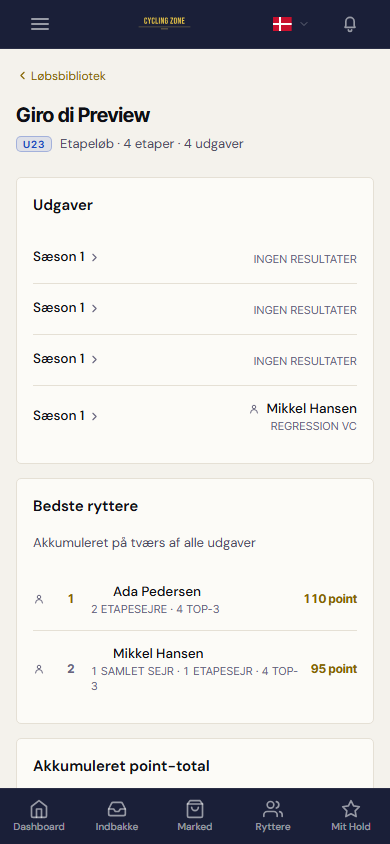 CYCLING ZONE
Løbsbibliotek
Giro di Preview
U23 Etapeløb · 4 etaper · 4 udgaver
Udgaver
Sæson 1 INGEN RESULTATER
Sæson 1 INGEN RESULTATER
Sæson 1 INGEN RESULTATER
Sæson 1 Mikkel Hansen
REGRESSION VC
Bedste ryttere
Akkumuleret på tværs af alle udgaver
1 Ada Pedersen 110 point
2 ETAPESEJRE · 4 TOP-3
2 Mikkel Hansen 95 point
1 SAMLET SEJR · 1 ETAPESEJR · 4 TOP-
3
Akkumuleret point-total
Dashboard Indbakke Marked Ryttere Mit Hold